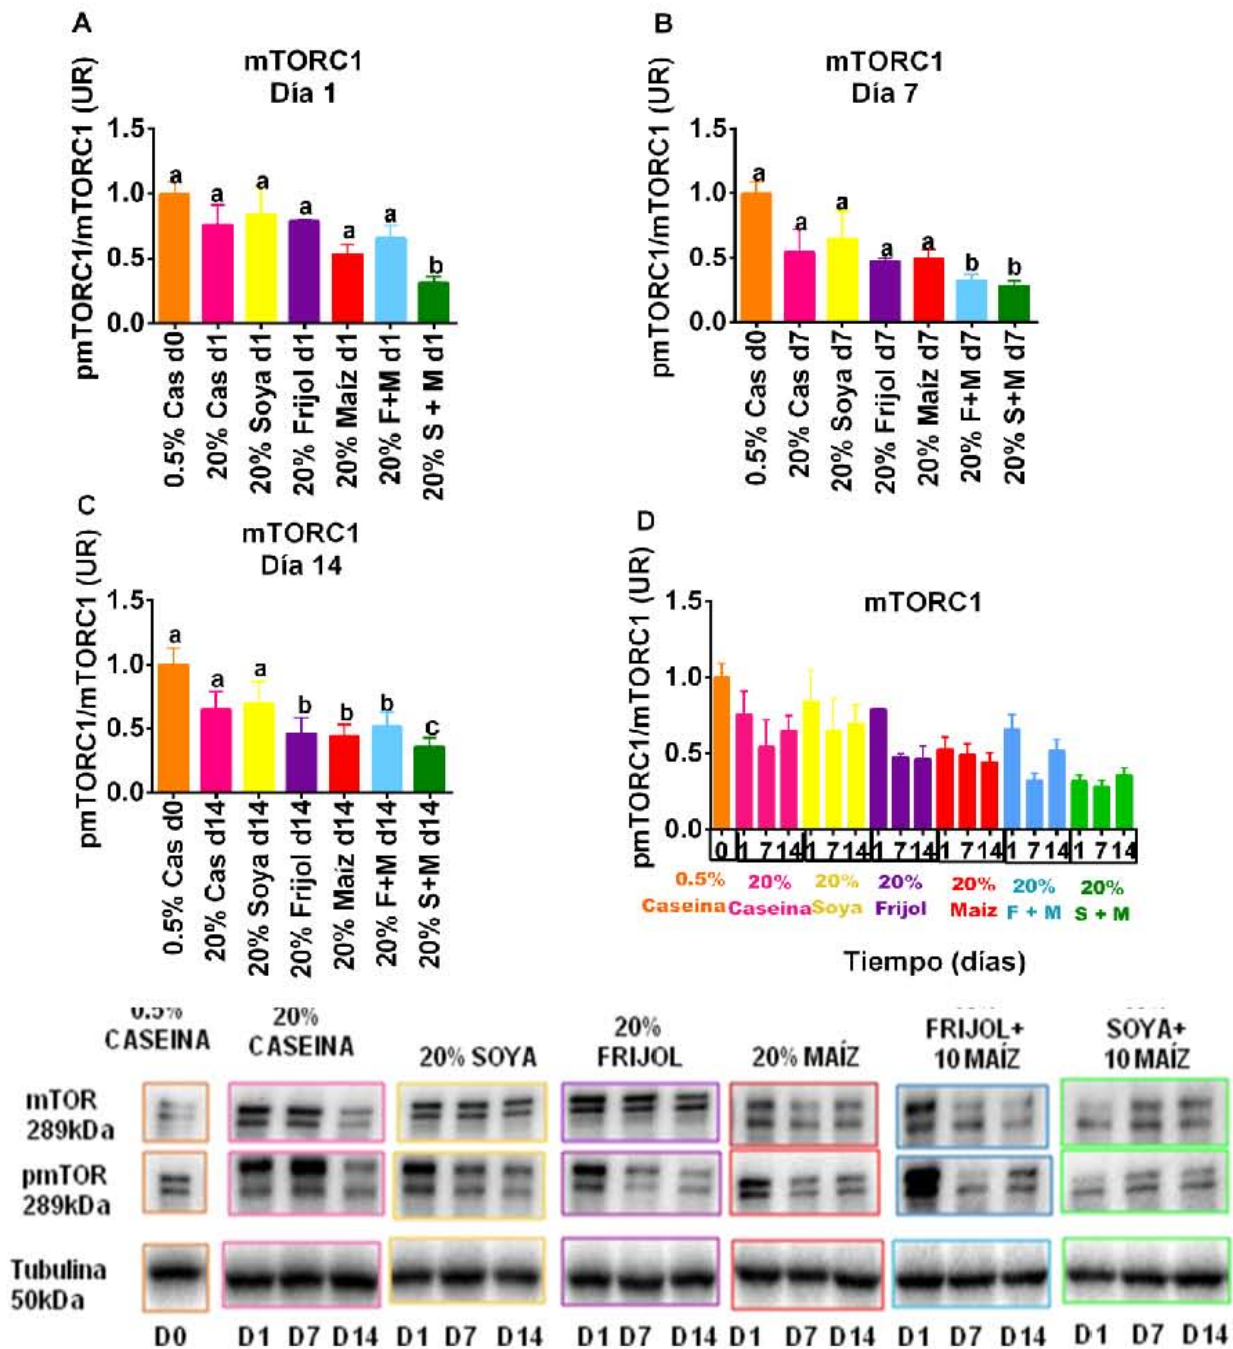 A
mTORC1
Día 1
pmTORC1/mTORC1 (UR)
1.5
1.0
0.5
0.0
a
a
a
a
a
a
b
0.5% Cas d0
20% Cas d1
20% Soya d1
20% Frijol d1
20% Maíz d1
20% F+M d1
20% S + M d1
B
mTORC1
Día 7
pmTORC1/mTORC1 (UR)
1.5
1.0
0.5
0.0
a
a
a
a
a
b
b
0.5% Cas d0
20% Cas d7
20% Soya d7
20% Frijol d7
20% Maíz d7
20% F+M d7
20% S+M d7
C
mTORC1
Día 14
pmTORC1/mTORC1 (UR)
1.5
1.0
0.5
0.0
a
a
a
b
b
b
c
0.5% Cas d0
20% Cas d14
20% Soya d14
20% Frijol d14
20% Maíz d14
20% F+M d14
20% S+M d14
D
mTORC1
pmTORC1/mTORC1 (UR)
1.5
1.0
0.5
0.0
0 1 7 14 1 7 14 1 7 14 1 7 14 1 7 14 1 7 14
0.5% 20% 20% 20% 20% 20% 20%
Caseina Caseina Soya Frijol Maiz F + M S + M
Tiempo (días)
0.5% CASEINA
20% CASEINA
20% SOYA
20% FRIJOL
20% MAÍZ
FRIJOL+
10 MAÍZ
SOYA+
10 MAÍZ
mTOR
289kDa
pmTOR
289kDa
Tubulina
50kDa
D0 D1 D7 D14 D1 D7 D14 D1 D7 D14 D1 D7 D14 D1 D7 D14 D1 D7 D14